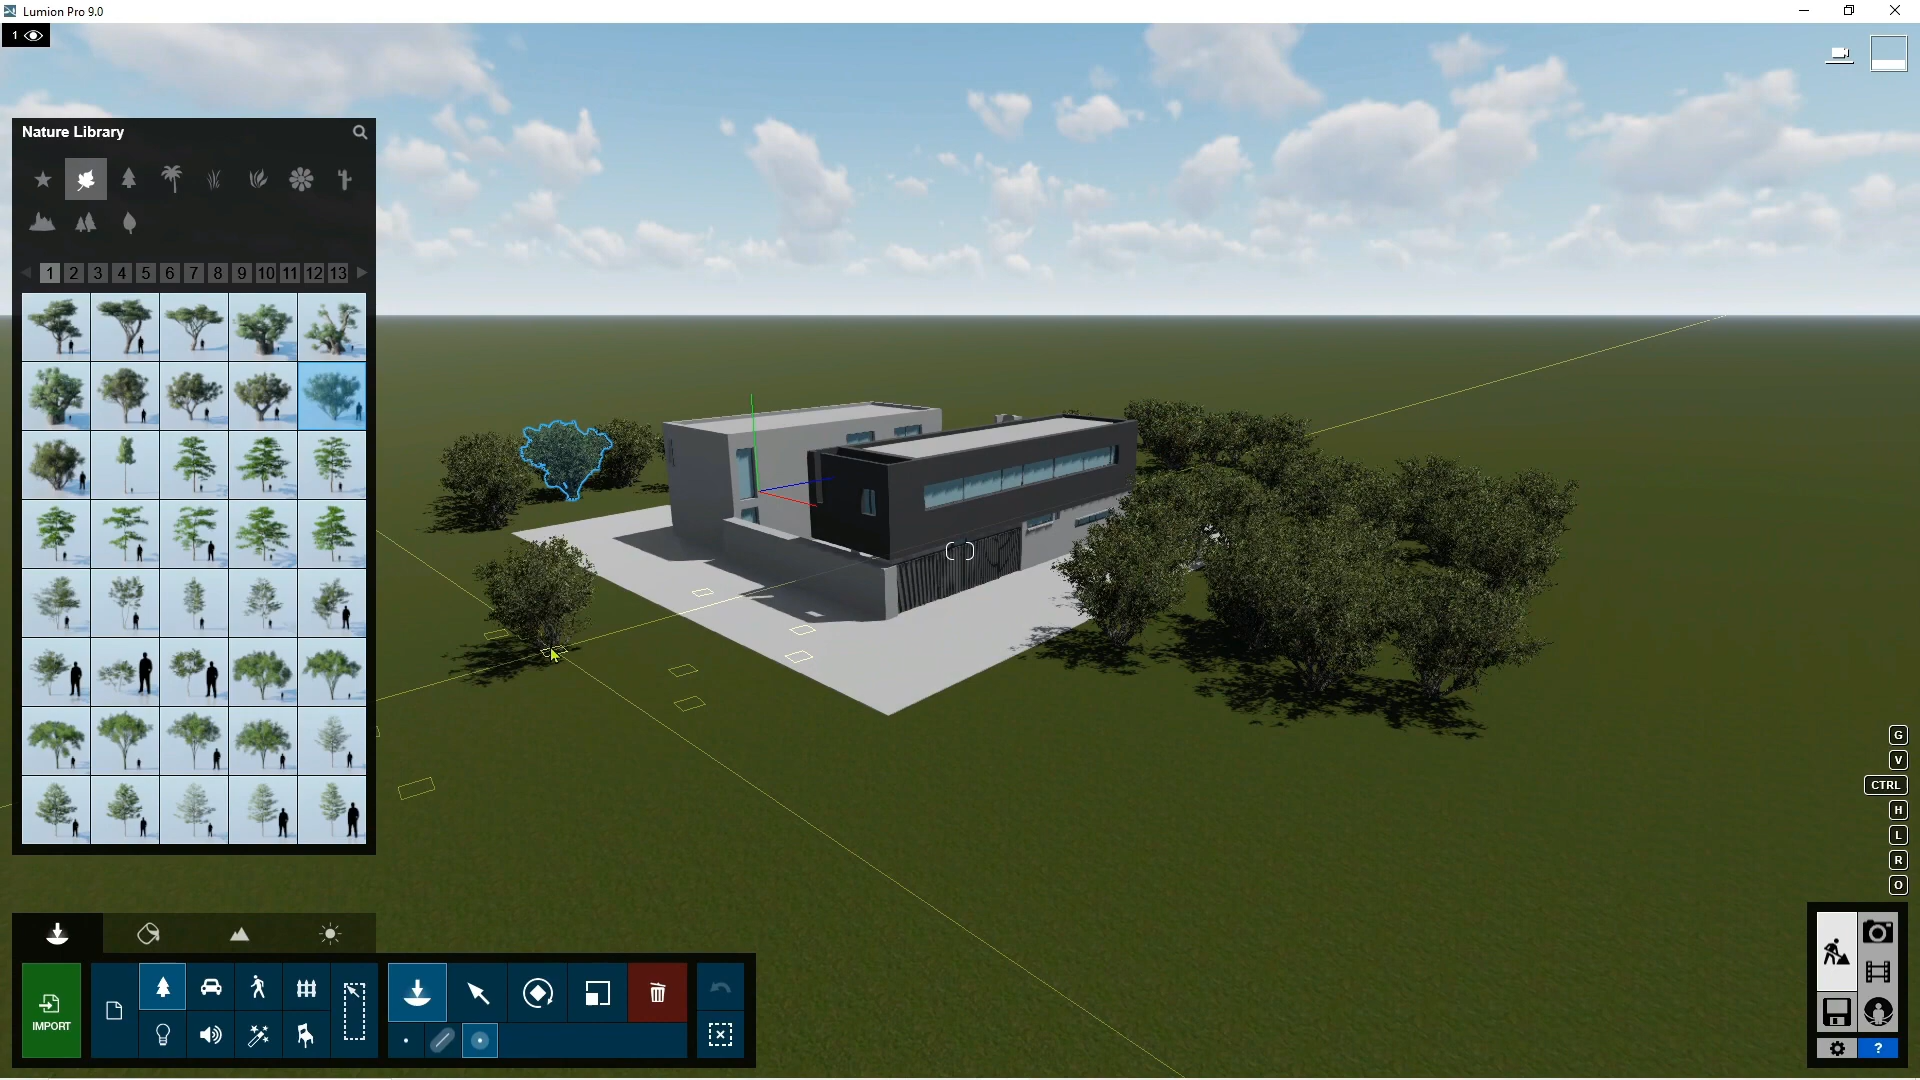 Lumion Pro 9.0
1
Nature Library
1 2 3 4 5 6 7 8 9 10 11 12 13
G
V
CTRL
H
L
R
O
IMPORT
?